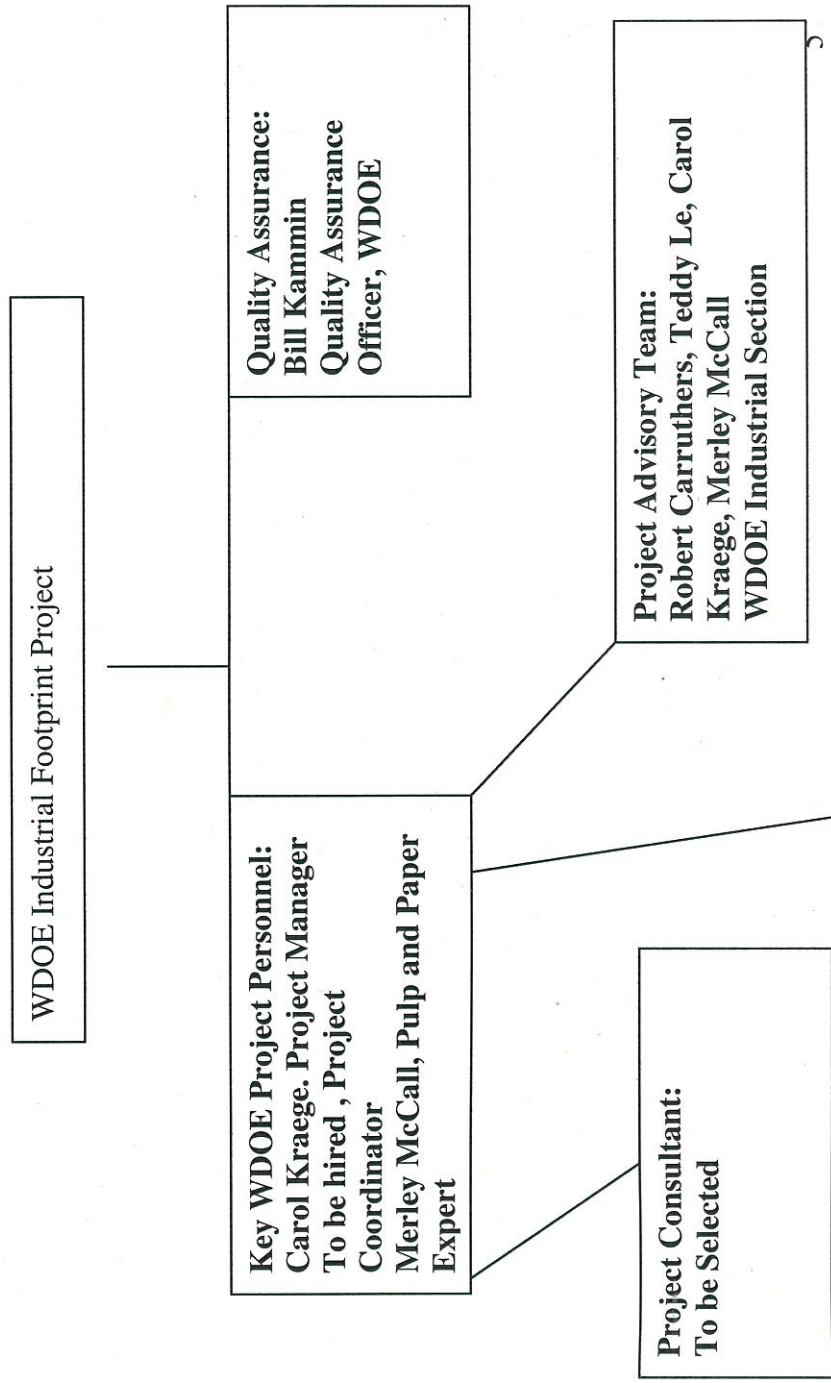 WDOE Industrial Footprint Project
Key WDOE Project Personnel:
Carol Kraege. Project Manager
To be hired , Project
Coordinator
Merley McCall, Pulp and Paper
Expert
Quality Assurance:
Bill Kammin
Quality Assurance
Officer, WDOE
Project Consultant:
To be Selected
Project Advisory Team:
Robert Carruthers, Teddy Le, Carol
Kraege, Merley McCall
WDOE Industrial Section